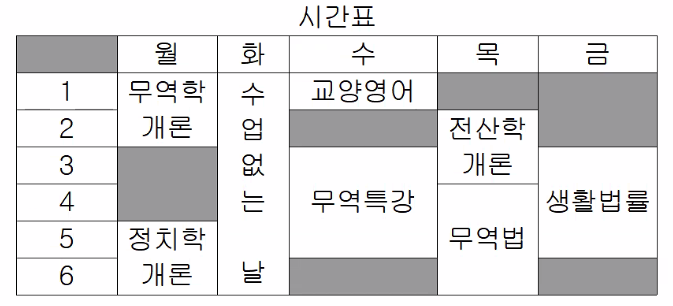 시간표
월 화 수 목 금
1 무역학 수 교양영어
2 개론 업 전산학
3 없 개론
4 는 무역특강 생활법률
5 정치학 무역법
6 개론 날